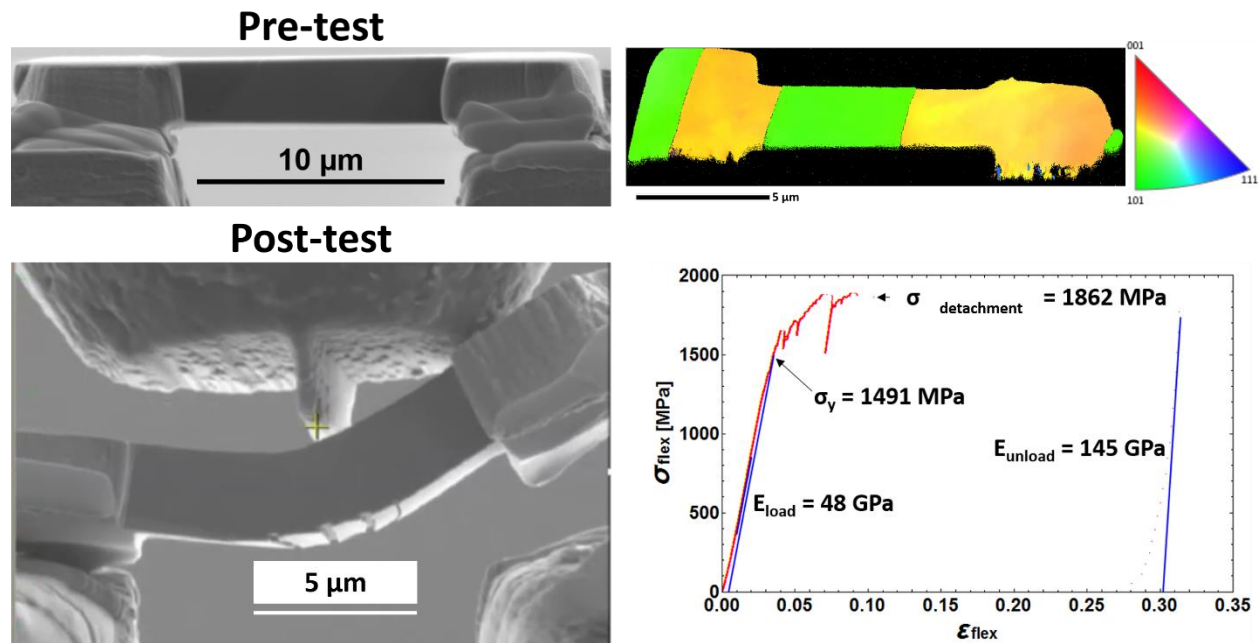 Pre-test
10 µm
5 µm
001
101
111
Post-test
5 µm
2000
1500
1000
500
0
σflex [MPa]
σ detachment = 1862 MPa
σy = 1491 MPa
Eunload = 145 GPa
Eload = 48 GPa
0.00 0.05 0.10 0.15 0.20 0.25 0.30 0.35
εflex